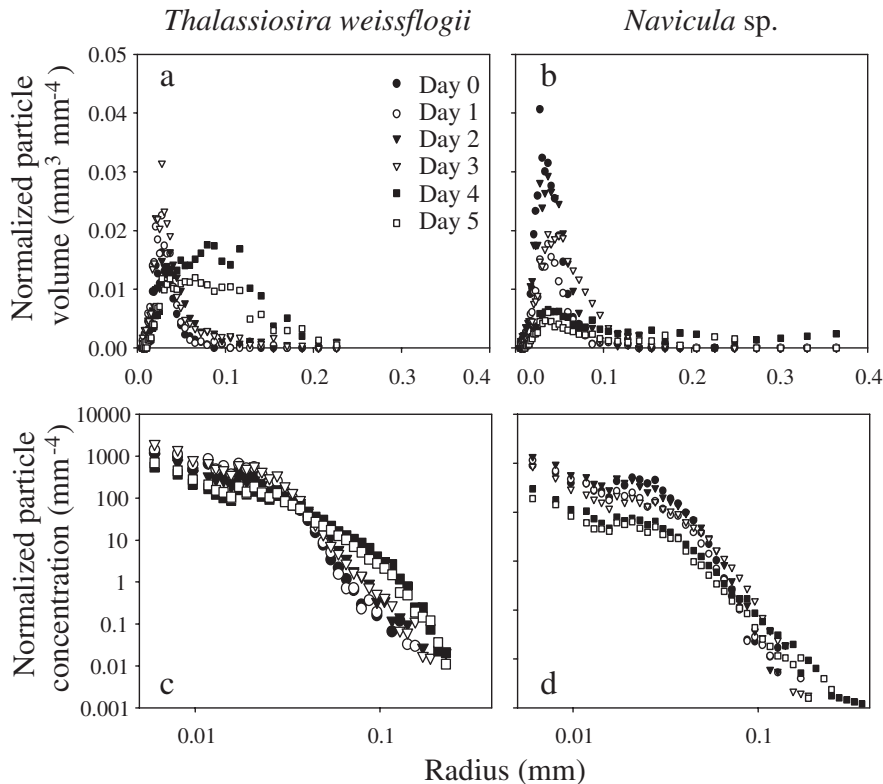 Thalassiosira weissflogii
Navicula sp.
Normalized particle
volume (mm³ mm⁻⁴)
0.05
0.04
0.03
0.02
0.01
0.00
a
Day 0
Day 1
Day 2
Day 3
Day 4
Day 5
b
0.0 0.1 0.2 0.3 0.4
0.0 0.1 0.2 0.3 0.4
Normalized particle
concentration (mm⁻⁴)
10000
1000
100
10
1
0.1
0.01
0.001
c
d
0.01 0.1
0.01 0.1
Radius (mm)